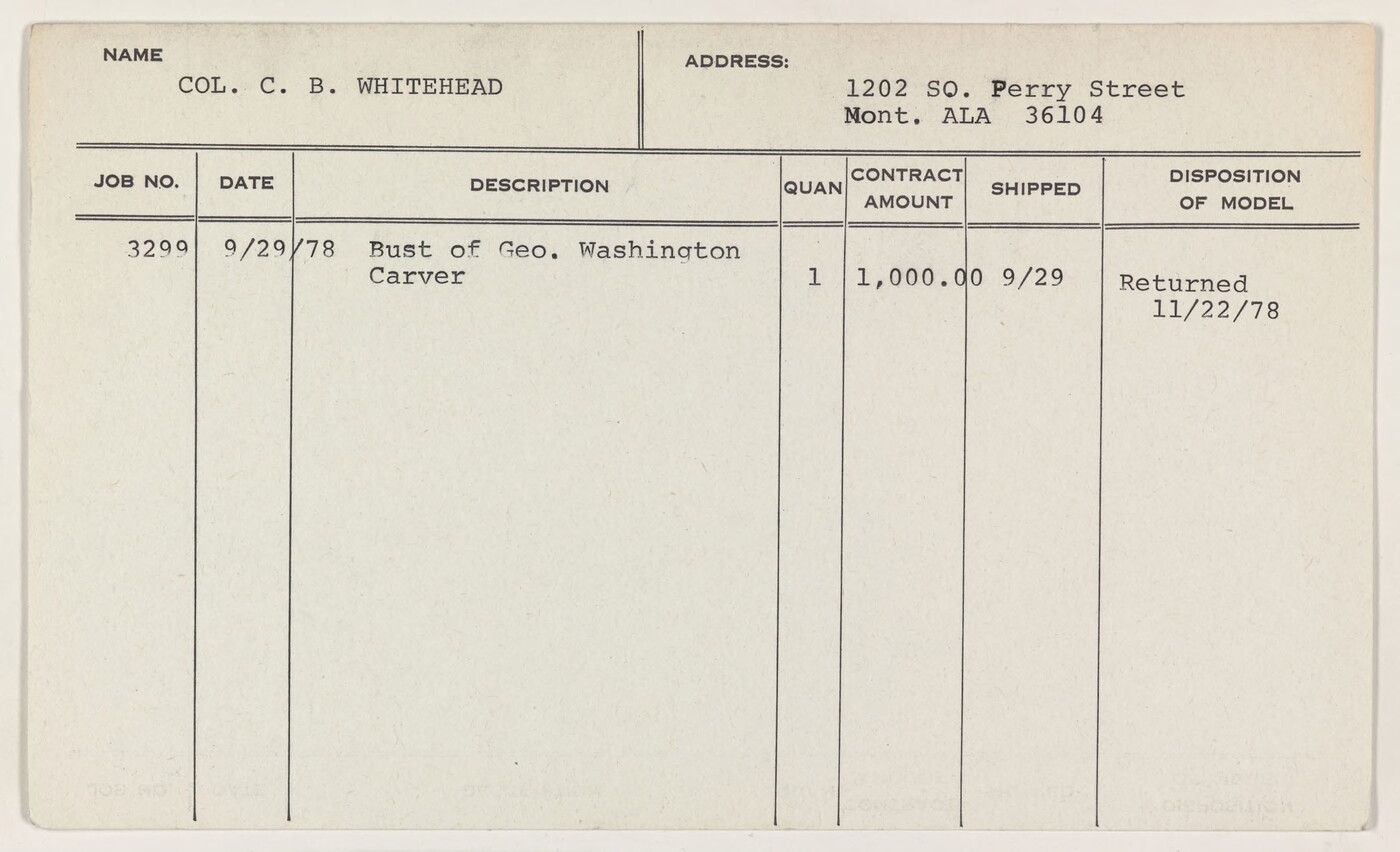 NAME
COL. C. B. WHITEHEAD
ADDRESS:
1202 SO. Perry Street
Mont. ALA 36104
JOB NO. DATE DESCRIPTION QUAN CONTRACT AMOUNT SHIPPED DISPOSITION OF MODEL
3299 9/29/78 Bust of Geo. Washington
Carver 1 1,000.00 9/29 Returned
11/22/78